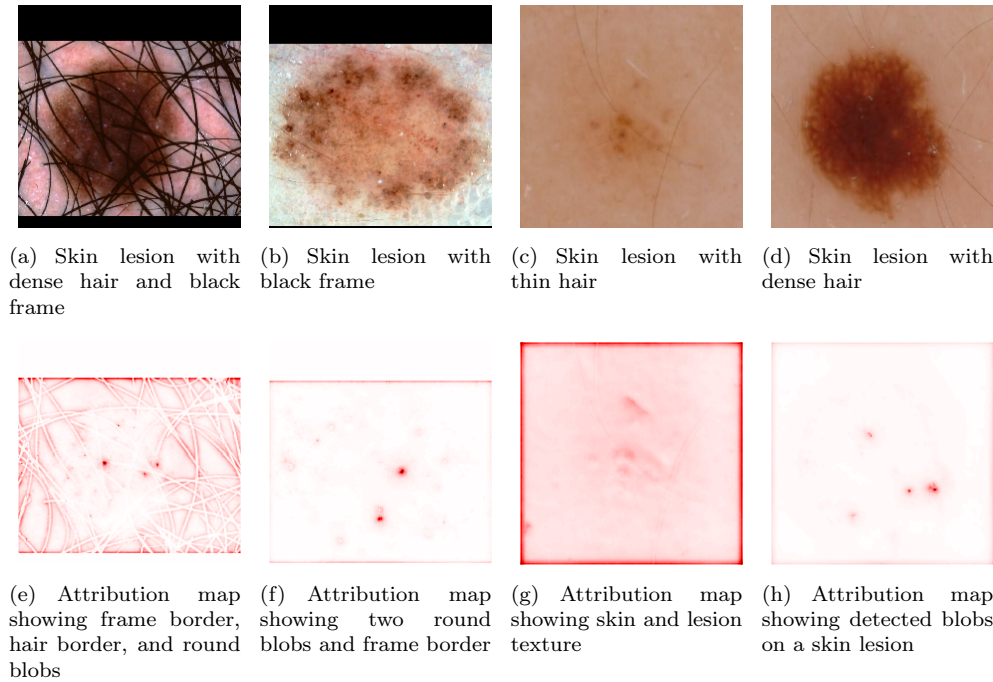 (a) Skin lesion with
dense hair and black
frame
(b) Skin lesion with
black frame
(c) Skin lesion with
thin hair
(d) Skin lesion with
dense hair
(e) Attribution map
showing frame border,
hair border, and round
blobs
(f) Attribution map
showing two round
blobs and frame border
(g) Attribution map
showing skin and lesion
texture
(h) Attribution map
showing detected blobs
on a skin lesion